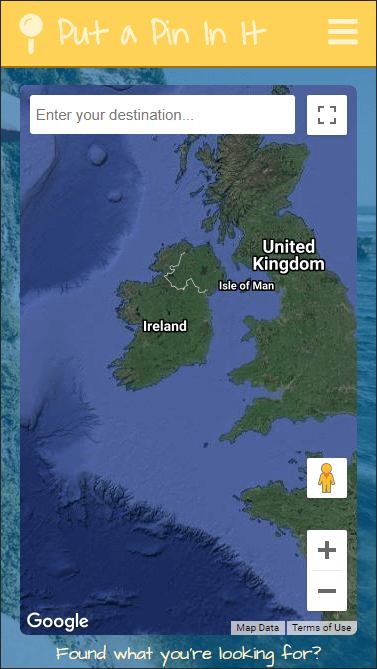 Put a Pin In It
Enter your destination...
United
Kingdom
Isle of Man
Ireland
Google
Map Data
Terms of Use
Found what you're looking for?